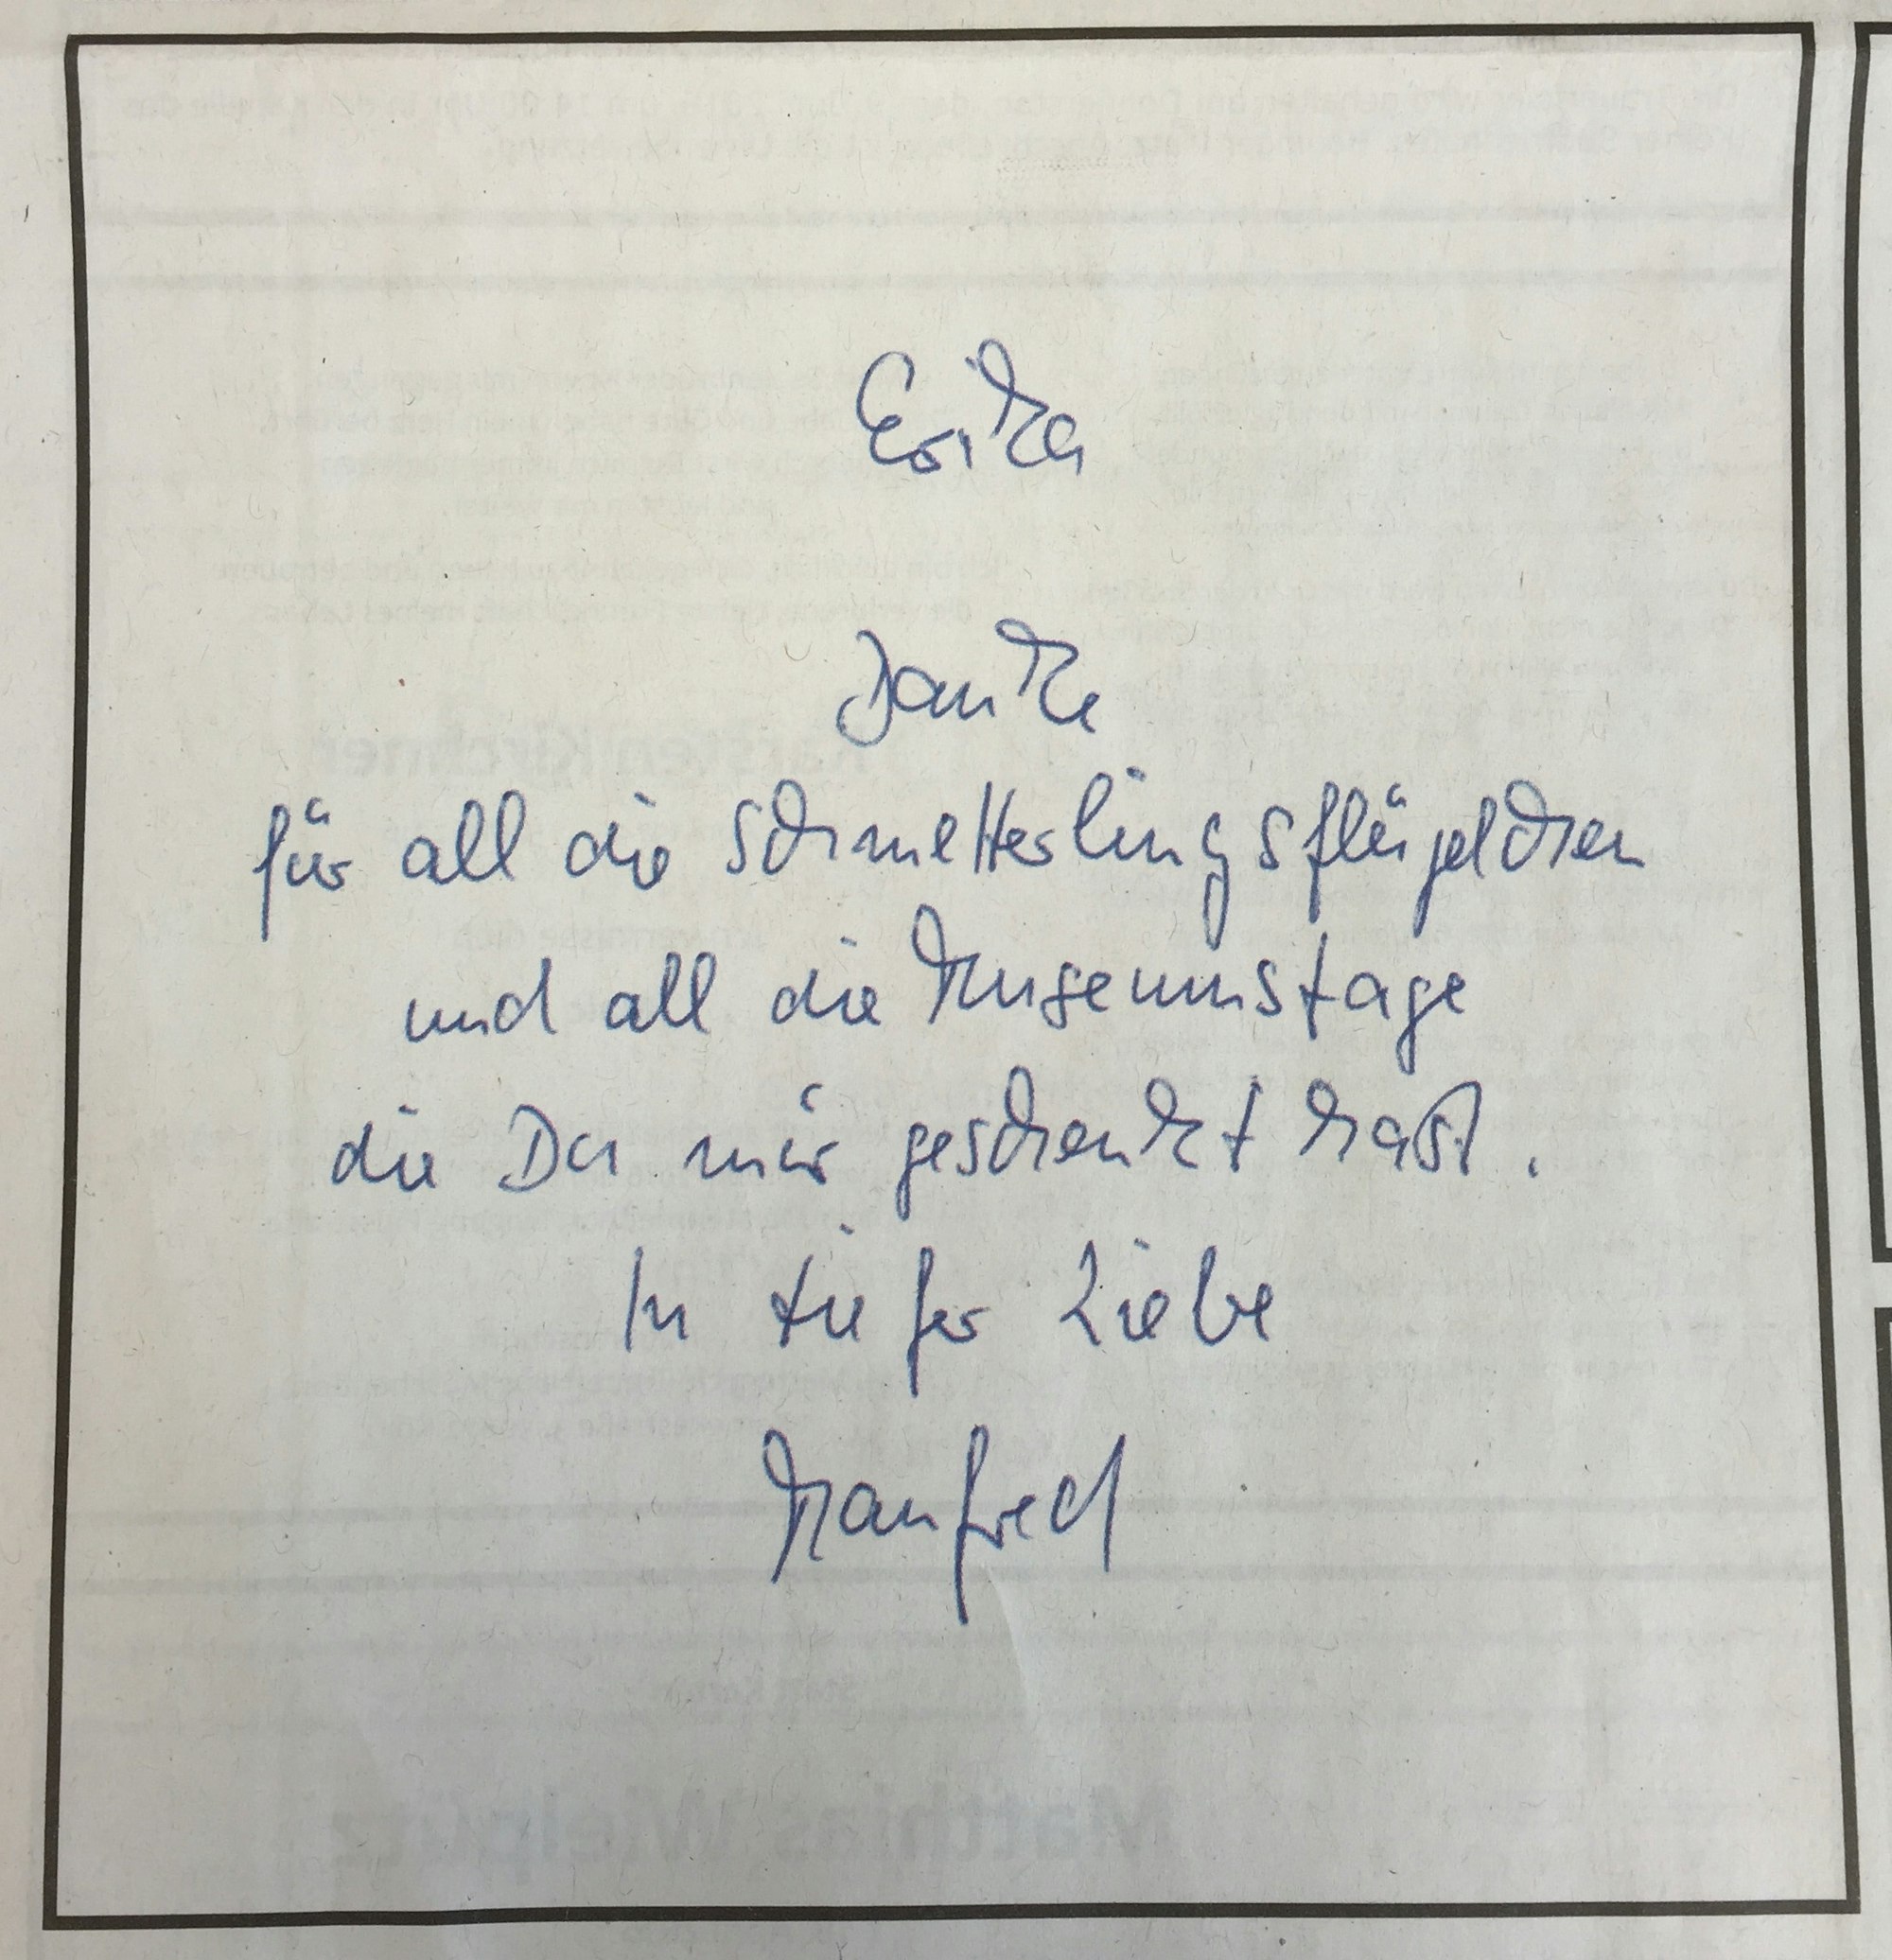 Erika
Danke
für all die Schmetterlingsflügelchen
und all die Museumstage
die Du mir geschenkt hast.
In tiefer Liebe
Manfred